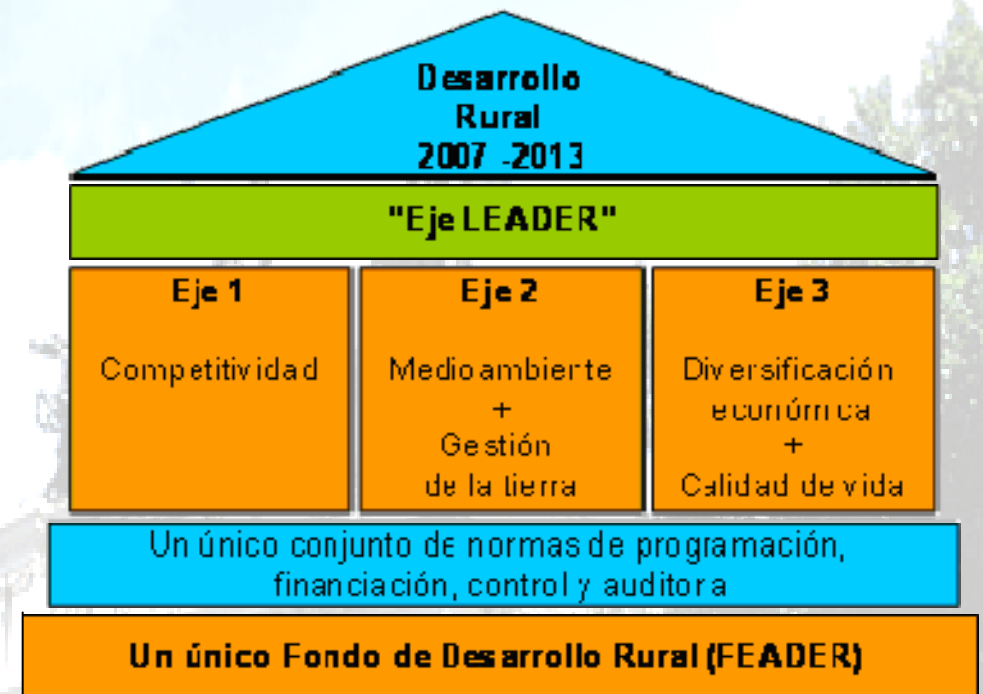 Desarrollo
Rural
2007 -2013
"Eje LEADER"
Eje 1
Competitividad
Eje 2
Medioambiente
+
Gestión
de la tierra
Eje 3
Diversificación
económica
+
Calidad de vida
Un único conjunto de normas de programación,
financiación, control y auditora
Un único Fondo de Desarrollo Rural (FEADER)